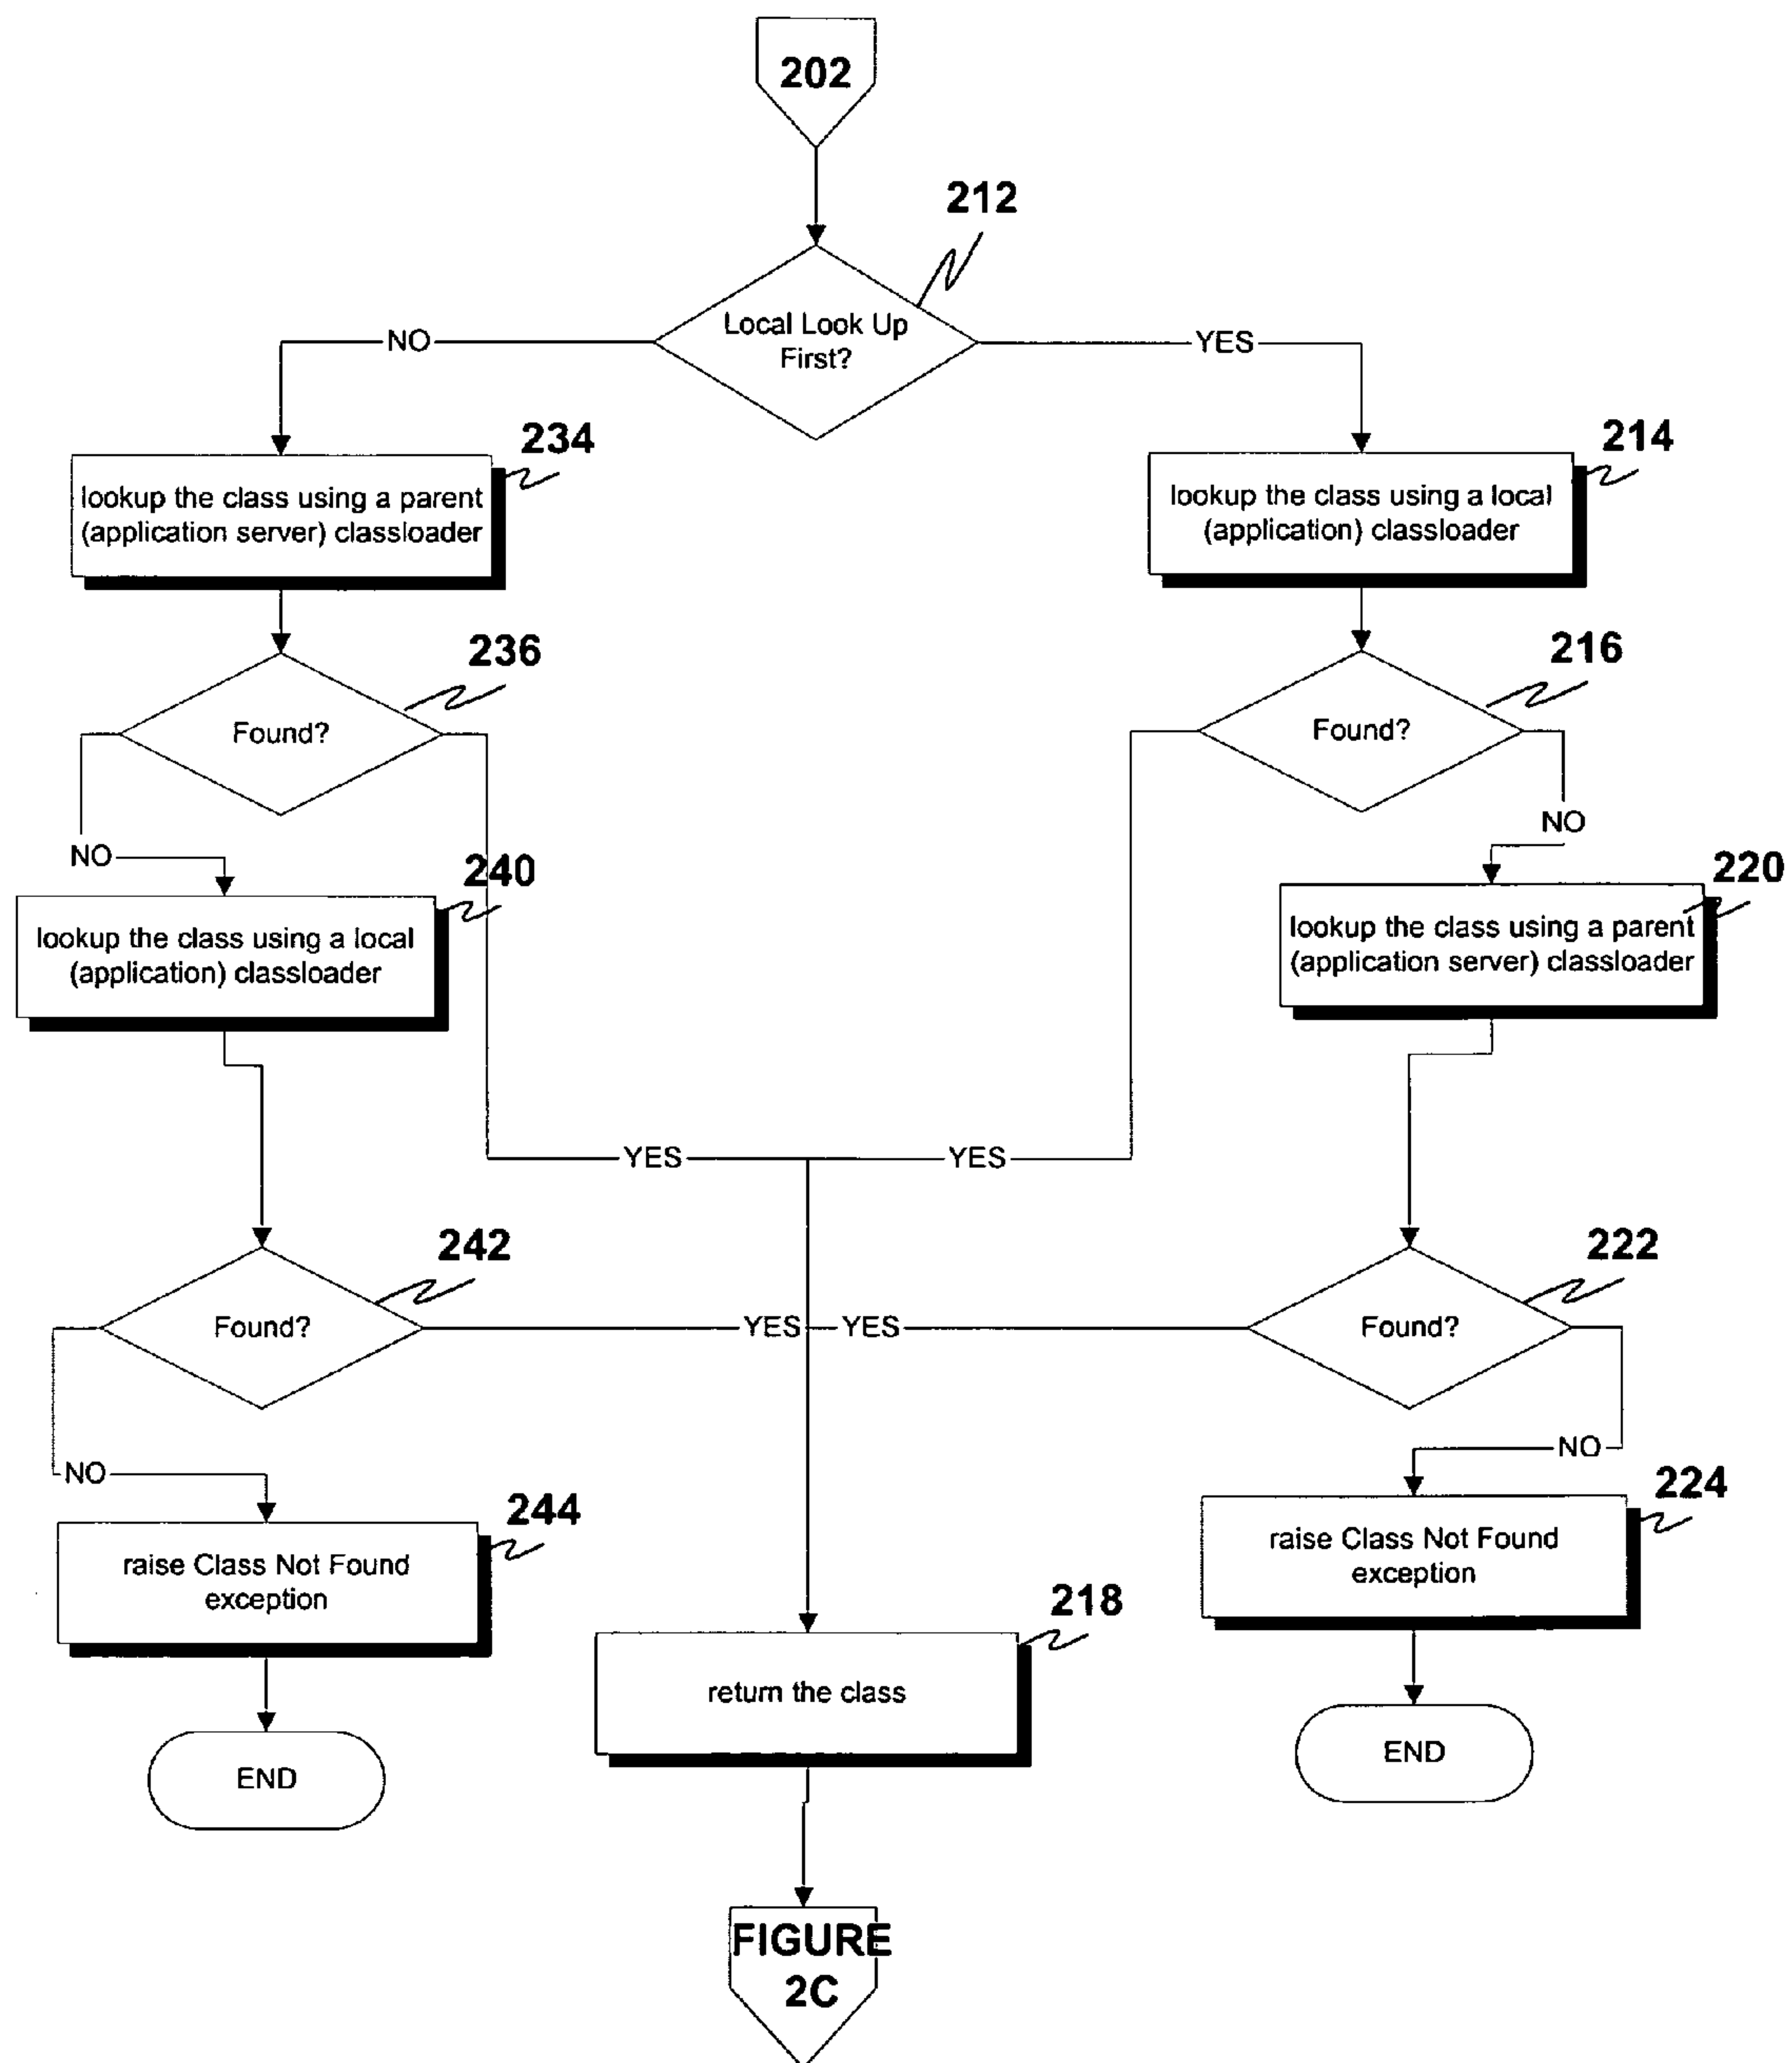 202
212
Local Look Up
First?
NO
YES
234
lookup the class using a parent
(application server) classloader
214
lookup the class using a local
(application) classloader
236
Found?
216
Found?
NO
NO
240
lookup the class using a local
(application) classloader
220
lookup the class using a parent
(application server) classloader
YES
YES
242
Found?
YES
YES
222
Found?
NO
NO
244
raise Class Not Found
exception
224
raise Class Not Found
exception
218
return the class
END
END
FIGURE
2C